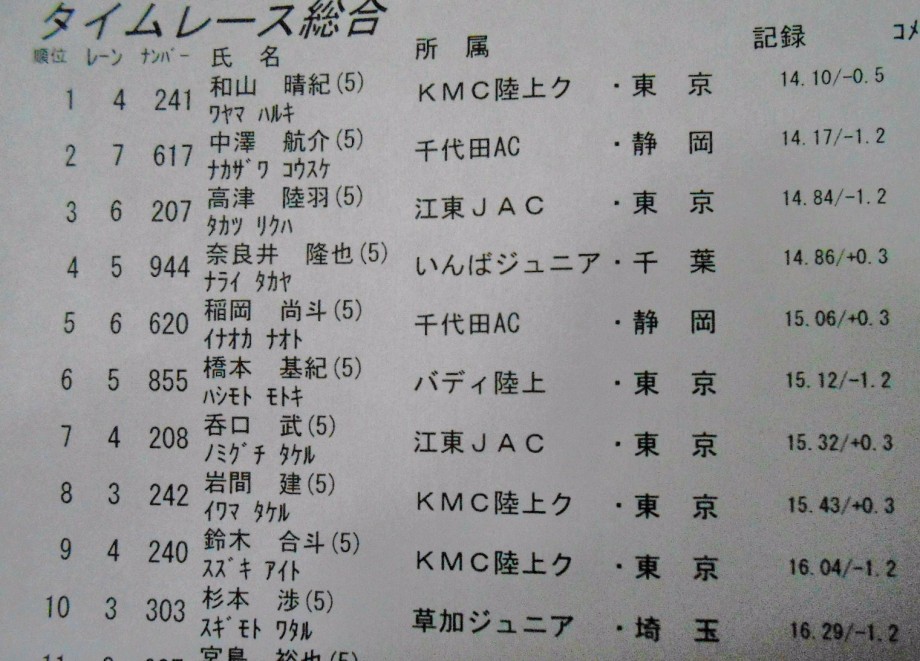 タイムレース総合
順位 レーン ナンバー 氏 名 所 属 記録 コメ
1 4 241 和山 晴紀(5) KMC陸上ク ・東 京 14.10/-0.5
ワヤマ ハルキ
2 7 617 中澤 航介(5) 千代田AC ・静 岡 14.17/-1.2
ナカザワ コウスケ
3 6 207 高津 陸羽(5) 江東JAC ・東 京 14.84/-1.2
タカツ リクハ
4 5 944 奈良井 隆也(5) いんばジュニア・千 葉 14.86/+0.3
ナライ タカヤ
5 6 620 稲岡 尚斗(5) 千代田AC ・静 岡 15.06/+0.3
イナオカ ナオト
6 5 855 橋本 基紀(5) バディ陸上 ・東 京 15.12/-1.2
ハシモト モトキ
7 4 208 呑口 武(5) 江東JAC ・東 京 15.32/+0.3
ノミグチ タケル
8 3 242 岩間 建(5) KMC陸上ク ・東 京 15.43/+0.3
イワマ タケル
9 4 240 鈴木 合斗(5) KMC陸上ク ・東 京 16.04/-1.2
スズキ アイト
10 3 303 杉本 渉(5) 草加ジュニア ・埼 玉 16.29/-1.2
スギモト ワタル
11 宮島 裕也(5)